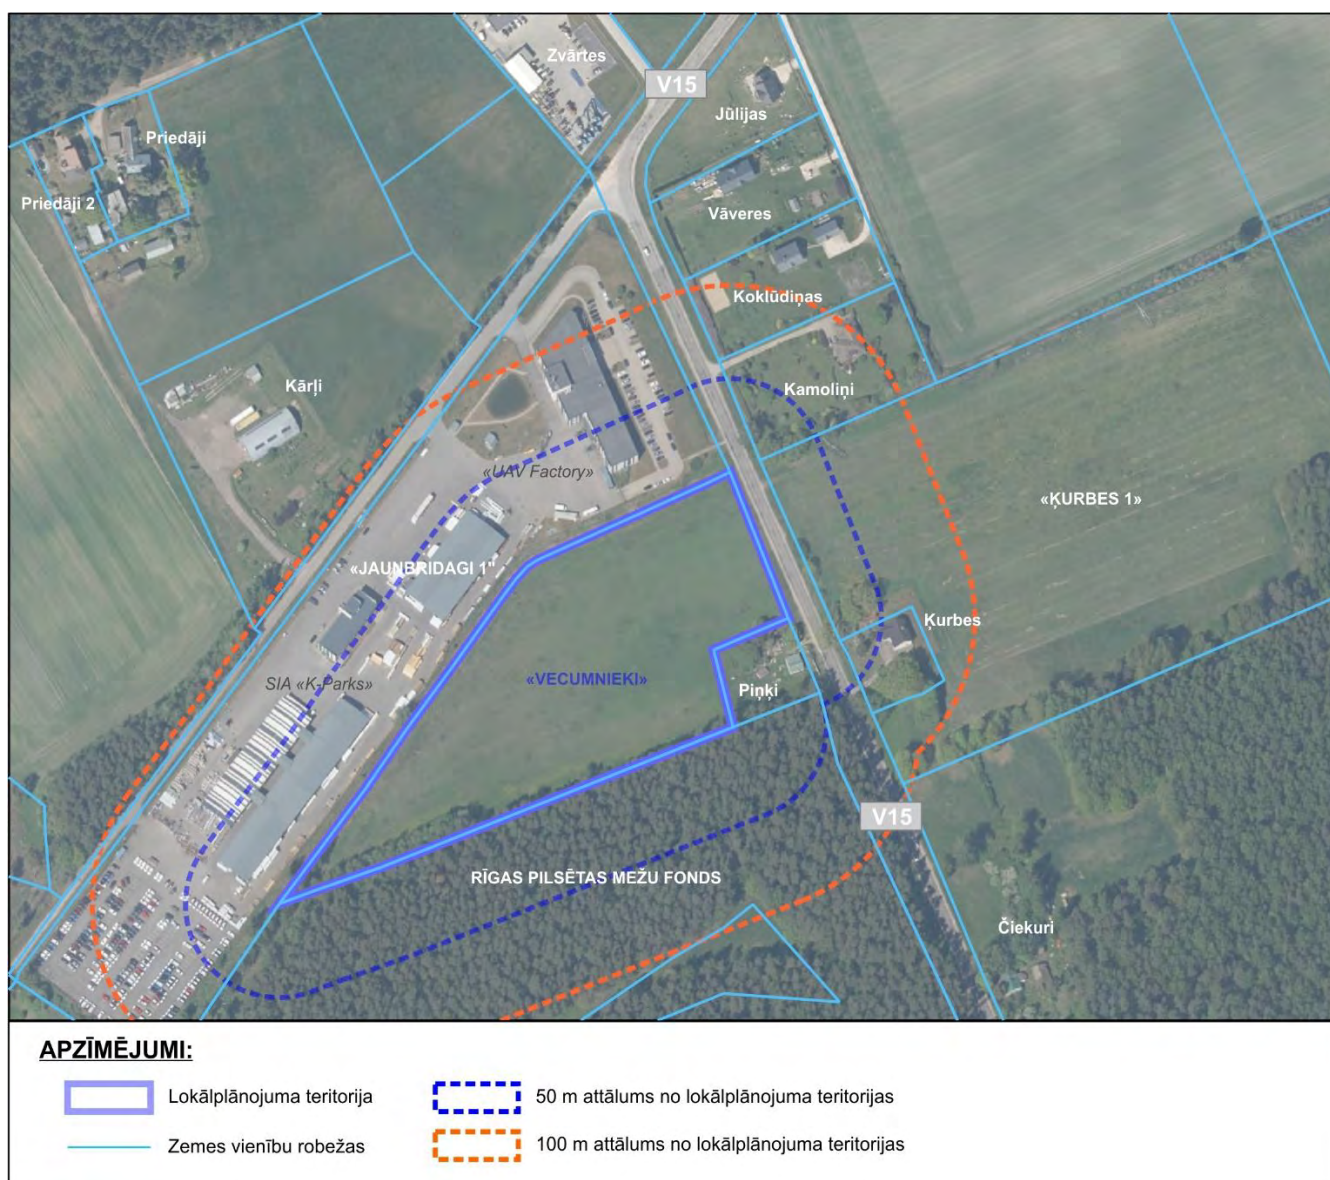 Zvārtes
V15
Jūlijas
Priedāji
Priedāji 2
Vāveres
Koklūdiņas
Kārļi
Kamoliņi
«UAV Factory»
«ĶURBES 1»
«JAUNBRIDAGI 1"
Ķurbes
«VECUMNIEKI»
SIA «K-Parks»
Piņķi
V15
RĪGAS PILSĒTAS MEŽU FONDS
Čiekuri
APZĪMĒJUMI:
Lokālplānojuma teritorija
50 m attālums no lokālplānojuma teritorijas
Zemes vienību robežas
100 m attālums no lokālplānojuma teritorijas